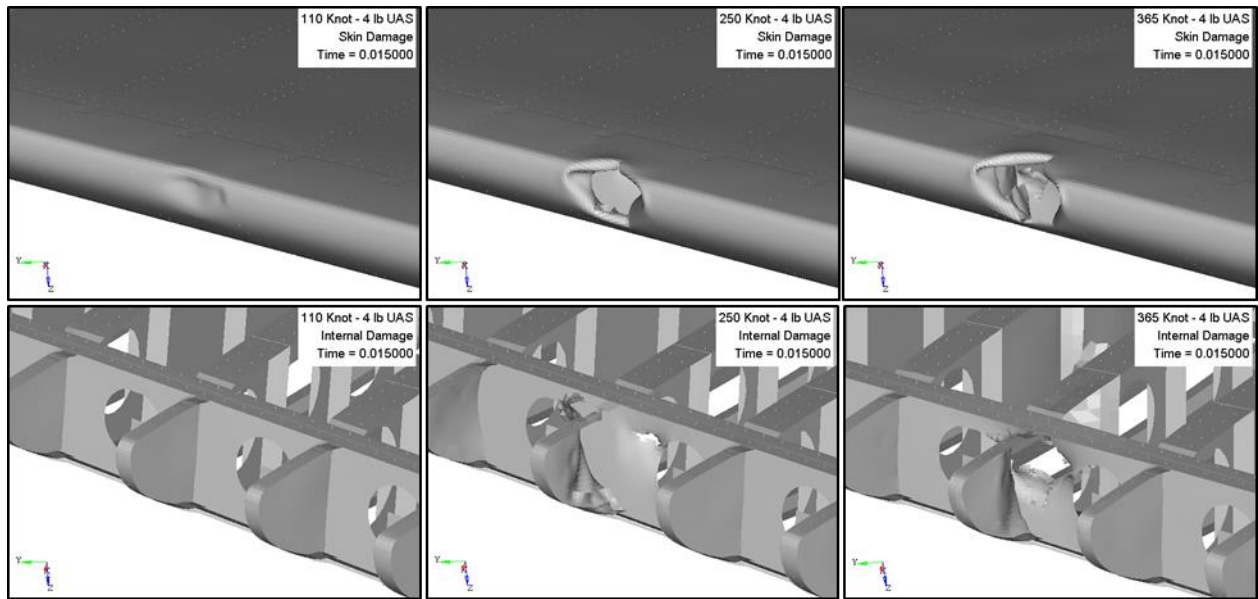 110 Knot - 4 lb UAS
Skin Damage
Time = 0.015000
250 Knot - 4 lb UAS
Skin Damage
Time = 0.015000
365 Knot - 4 lb UAS
Skin Damage
Time = 0.015000
Y
X
Z
Y
X
Z
Y
X
Z
110 Knot - 4 lb UAS
Internal Damage
Time = 0.015000
250 Knot - 4 lb UAS
Internal Damage
Time = 0.015000
365 Knot - 4 lb UAS
Internal Damage
Time = 0.015000
Y
X
Z
Y
X
Z
Y
X
Z